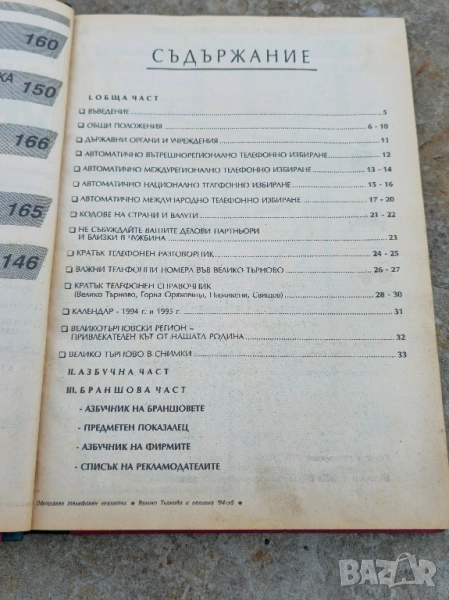 160
КА 150
166
165
146
СЪДЪРЖАНИЕ
I. ОБЩА ЧАСТ
ВЪВЕДЕНИЕ 5
ОБЩИ ПОЛОЖЕНИЯ 6 - 10
ДЪРЖАВНИ ОРГАНИ И УЧРЕЖДЕНИЯ 11
АВТОМАТИЧНО ВЪТРЕШНОРЕГИОНАЛНО ТЕЛЕФОННО ИЗБИРАНЕ 12
АВТОМАТИЧНО МЕЖДУРЕГИОНАЛНО ТЕЛЕФОННО ИЗБИРАНЕ 13 - 14
АВТОМАТИЧНО НАЦИОНАЛНО ТЕЛЕФОННО ИЗБИРАНЕ 15 - 16
АВТОМАТИЧНО МЕЖДУНАРОДНО ТЕЛЕФОННО ИЗБИРАНЕ 17 - 20
КОДОВЕ НА СТРАНИ И ВАЛУТИ 21 - 22
НЕ СЪБУЖДАЙТЕ ВАШИТЕ ДЕЛОВИ ПАРТНЬОРИ
И БЛИЗКИ В ЧУЖБИНА 23
КРАТЪК ТЕЛЕФОНЕН РАЗГОВОРНИК 24 - 25
ВАЖНИ ТЕЛЕФОННИ НОМЕРА ВЪВ ВЕЛИКО ТЪРНОВО 26 - 27
КРАТЪК ТЕЛЕФОНЕН СПРАВОЧНИК
(Велико Търново, Горна Оряховица, Павликени, Свищов) 28 - 30
КАЛЕНДАР - 1994 г. и 1995 г. 31
ВЕЛИКОТЪРНОВСКИ РЕГИОН -
ПРИВЛЕКАТЕЛЕН КЪТ ОТ НАШАТА РОДИНА 32
ВЕЛИКО ТЪРНОВО В СНИМКИ 33
II. АЗБУЧНА ЧАСТ
III. БРАНШОВА ЧАСТ
- АЗБУЧНИК НА БРАНШОВЕТЕ
- ПРЕДМЕТЕН ПОКАЗАЛЕЦ
- АЗБУЧНИК НА ФИРМИТЕ
- СПИСЪК НА РЕКЛАМОДАТЕЛИТЕ
телефонен указател • Велико Търново и региона '94-95 •
BAZAR